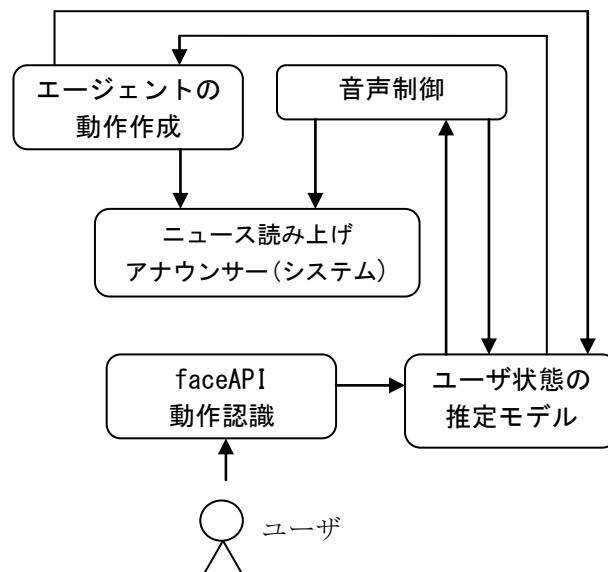 エージェントの
動作作成
音声制御
ニュース読み上げ
アナウンサー(システム)
faceAPI
動作認識
ユーザ状態の
推定モデル
ユーザ